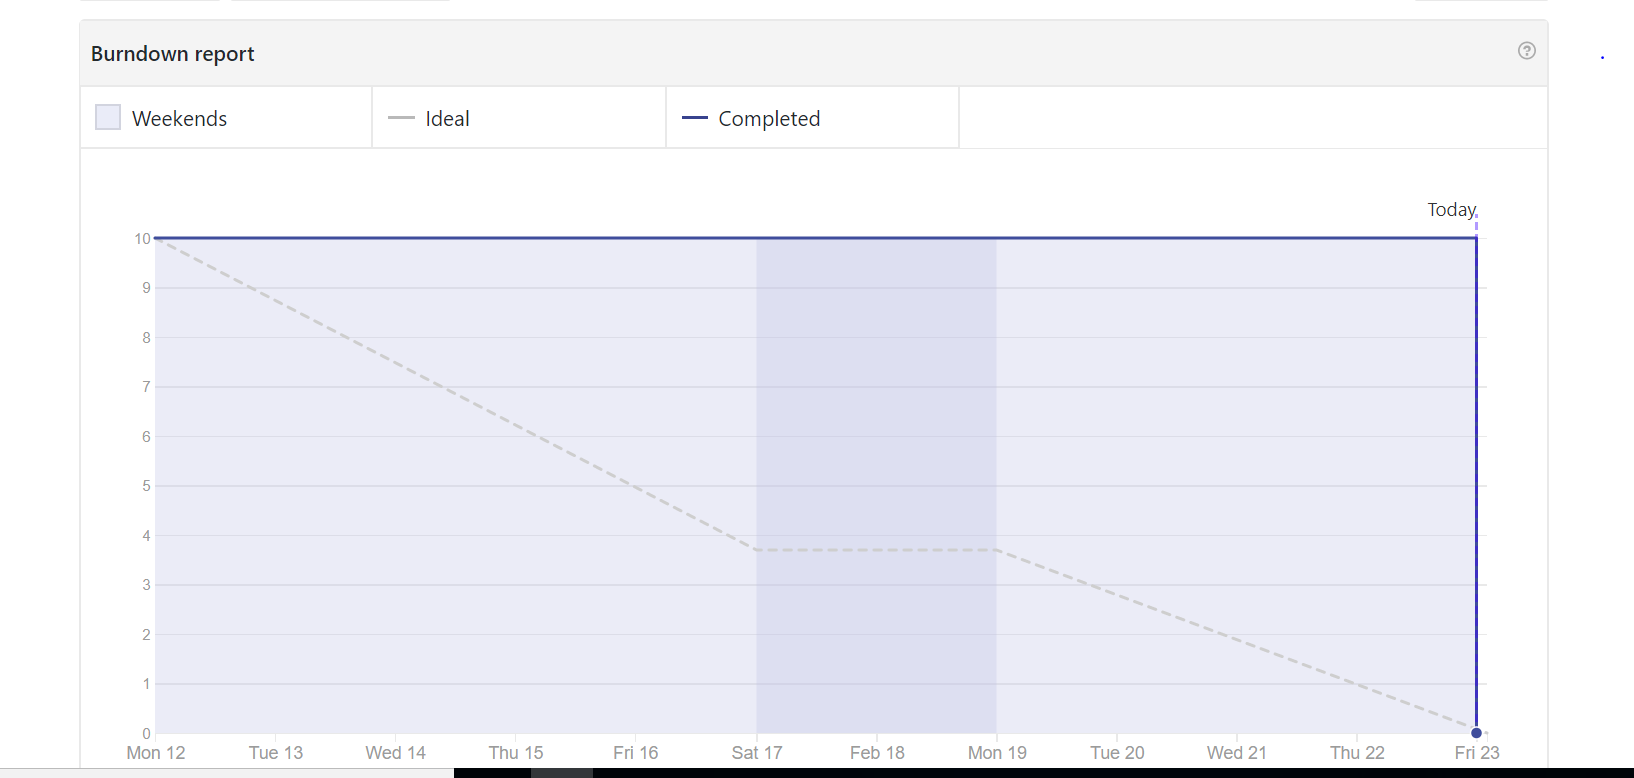 Burndown report
?
Weekends
Ideal
Completed
Today
10
9
8
7
6
5
4
3
2
1
0
Mon 12 Tue 13 Wed 14 Thu 15 Fri 16 Sat 17 Feb 18 Mon 19 Tue 20 Wed 21 Thu 22 Fri 23